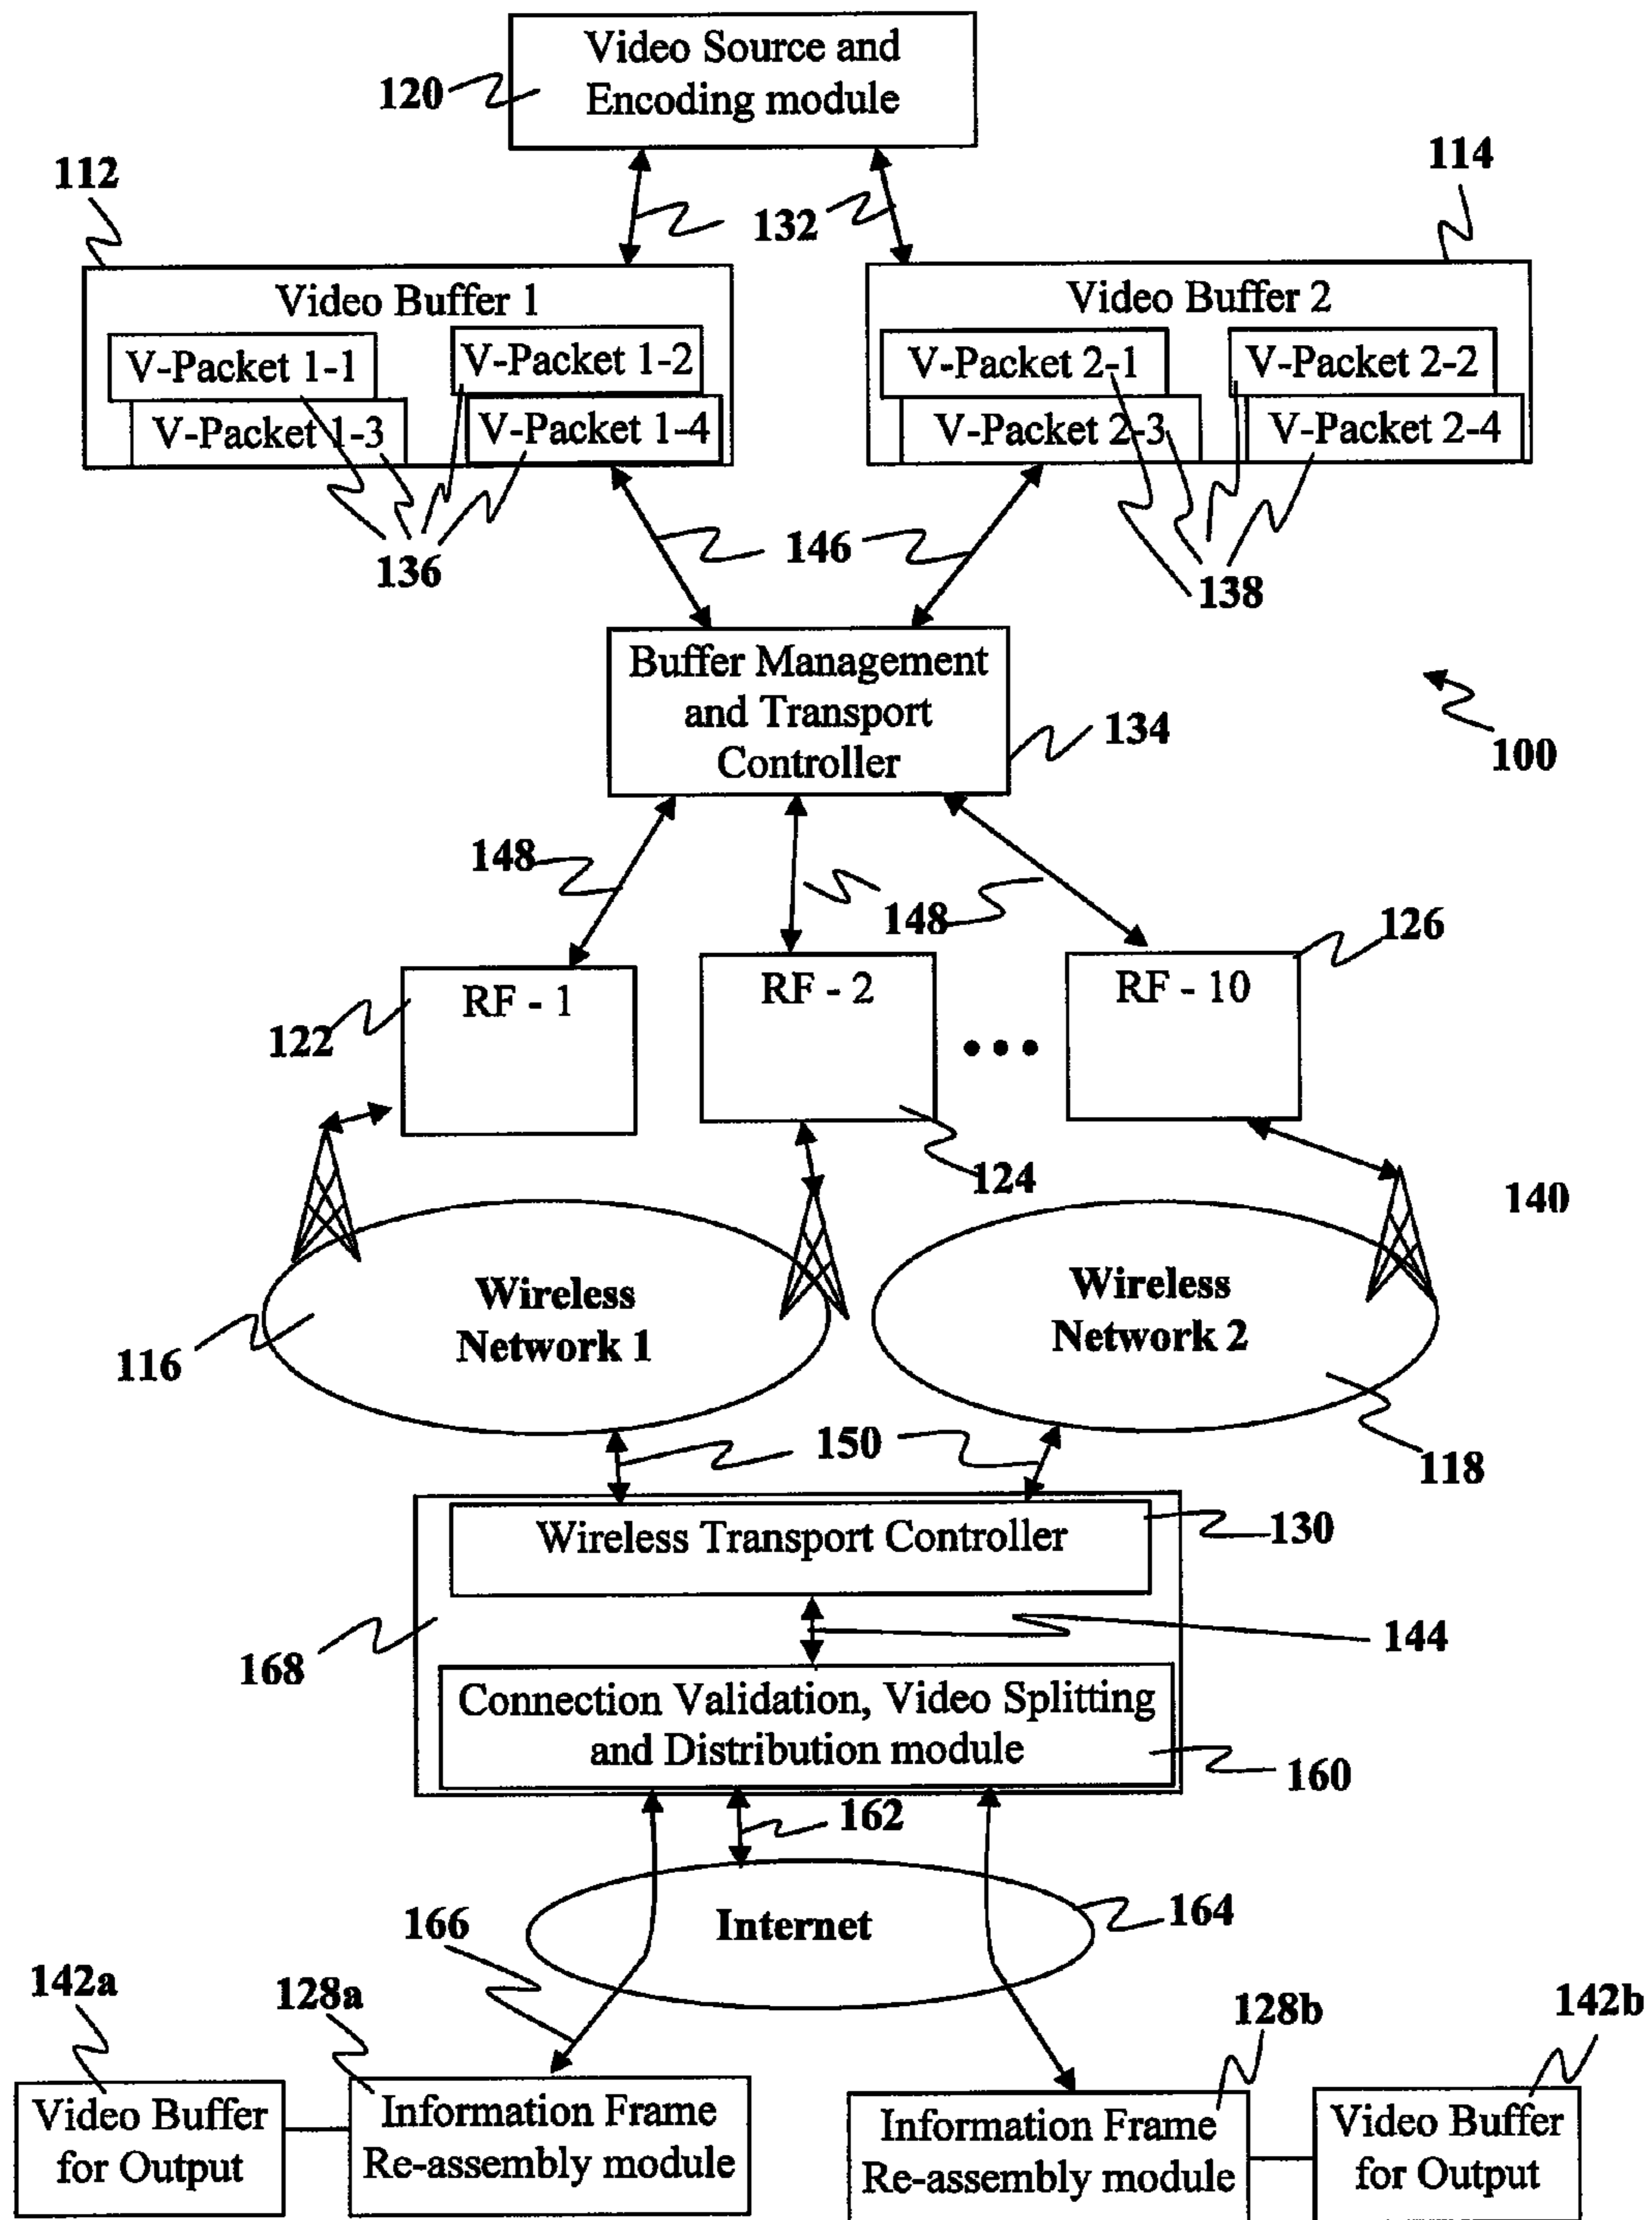 Video Source and
Encoding module
120
112
114
132
Video Buffer 1
V-Packet 1-1
V-Packet 1-2
V-Packet 1-3
V-Packet 1-4
Video Buffer 2
V-Packet 2-1
V-Packet 2-2
V-Packet 2-3
V-Packet 2-4
136
146
138
Buffer Management
and Transport
Controller
134
100
148
148
126
RF - 1
RF - 2
RF - 10
122
124
140
Wireless
Network 1
Wireless
Network 2
116
150
118
Wireless Transport Controller
130
168
144
Connection Validation, Video Splitting
and Distribution module
160
162
Internet
164
166
142a
128a
128b
142b
Video Buffer
for Output
Information Frame
Re-assembly module
Information Frame
Re-assembly module
Video Buffer
for Output